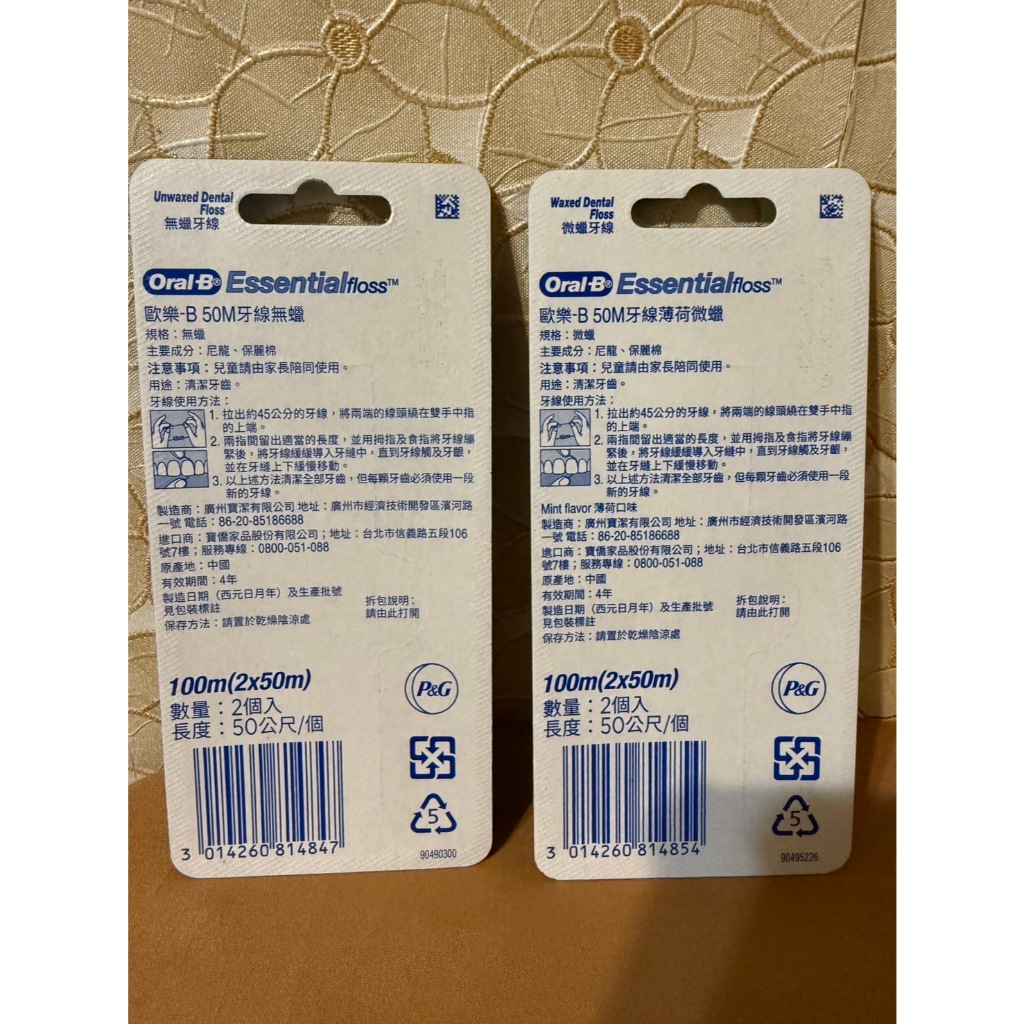 Unwaxed Dental
Floss
無蠟牙線
Oral-B® Essentialfloss™
歐樂-B 50M牙線無蠟
規格：無蠟
主要成分：尼龍、保麗棉
注意事項：兒童請由家長陪同使用。
用途：清潔牙齒。
牙線使用方法：
1. 拉出約45公分的牙線，將兩端的線頭繞在雙手中指
的上端。
2. 兩指間留出適當的長度，並用拇指及食指將牙線繃
緊後，將牙線緩緩導入牙縫中，直到牙線觸及牙齦，
並在牙縫上下緩慢移動。
3. 以上述方法清潔全部牙齒，但每顆牙齒必須使用一段
新的牙線。
製造商：廣州寶潔有限公司 地址：廣州市經濟技術開發區濱河路
一號 電話：86-20-85186688
進口商：寶僑家品股份有限公司；地址：台北市信義路五段106
號7樓；服務專線：0800-051-088
原產地：中國
有效期間：4年
製造日期（西元日月年）及生產批號
見包裝標註
保存方法：請置於乾燥陰涼處
拆包說明：
請由此打開
100m(2x50m)
數量：2個入
長度：50公尺/個
P&G
5
3 014260 814847
90490300
Waxed Dental
Floss
微蠟牙線
Oral-B® Essentialfloss™
歐樂-B 50M牙線薄荷微蠟
規格：微蠟
主要成分：尼龍、保麗棉
注意事項：兒童請由家長陪同使用。
用途：清潔牙齒。
牙線使用方法：
1. 拉出約45公分的牙線，將兩端的線頭繞在雙手中指
的上端。
2. 兩指間留出適當的長度，並用拇指及食指將牙線繃
緊後，將牙線緩緩導入牙縫中，直到牙線觸及牙齦，
並在牙縫上下緩慢移動。
3. 以上述方法清潔全部牙齒，但每顆牙齒必須使用一段
新的牙線。
Mint flavor 薄荷口味
製造商：廣州寶潔有限公司 地址：廣州市經濟技術開發區濱河路
一號 電話：86-20-85186688
進口商：寶僑家品股份有限公司；地址：台北市信義路五段106
號7樓；服務專線：0800-051-088
原產地：中國
有效期間：4年
製造日期（西元日月年）及生產批號
見包裝標註
保存方法：請置於乾燥陰涼處
拆包說明：
請由此打開
100m(2x50m)
數量：2個入
長度：50公尺/個
P&G
5
3 014260 814854
90495226